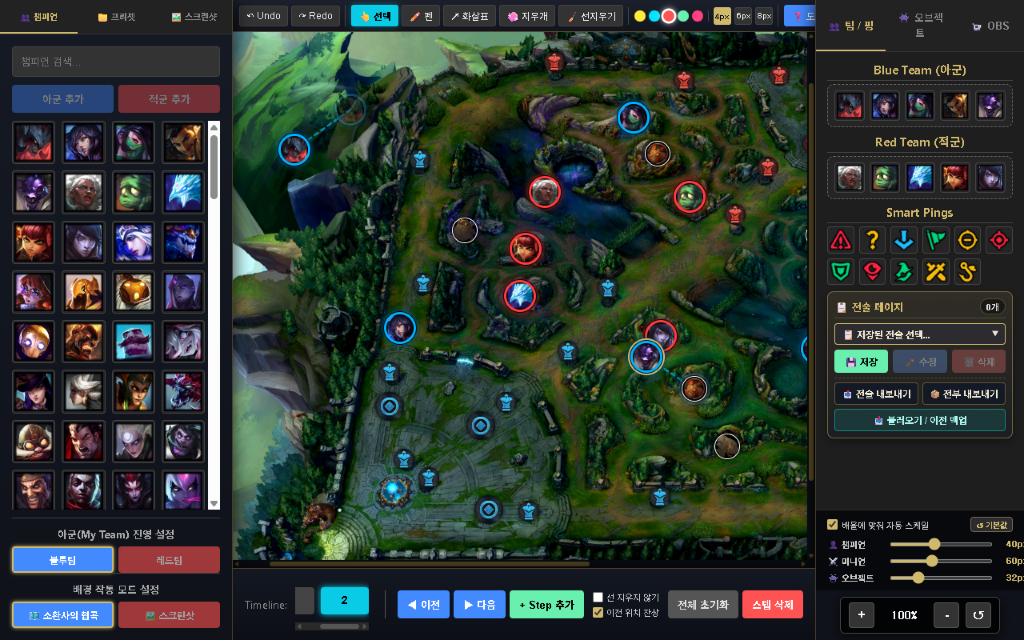 챔피언
프리셋
스크린샷
챔피언 검색...
아군 추가
적군 추가
아군(My Team) 진영 설정
블루팀
레드팀
배경 작동 모드 설정
소환사의 협곡
스크린샷
↶ Undo
↷ Redo
선택
펜
화살표
지우개
선지우기
4px
6px
8px
도
Timeline:
2
◀ 이전
▶ 다음
+ Step 추가
선 지우지 않기
이전 위치 잔상
전체 초기화
스텝 삭제
팀 / 핑
오브젝
트
OBS
Blue Team (아군)
Red Team (적군)
Smart Pings
전술 페이지
0개
저장된 전술 선택...
저장
수정
삭제
전술 내보내기
전부 내보내기
불러오기 / 이전 백업
배율에 맞춰 자동 스케일
↺ 기본값
챔피언
40px
미니언
60px
오브젝트
32px
+
100%
-
↺